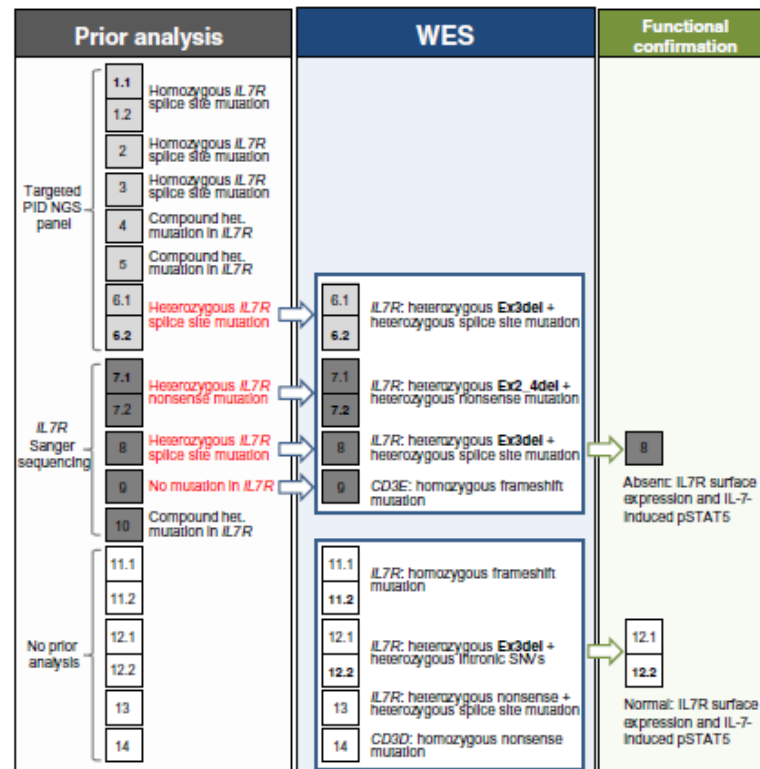 Prior analysis
WES
Functional
confirmation
Targeted
PID NGS
panel
1.1
1.2
Homozygous IL7R
splice site mutation
2
Homozygous IL7R
splice site mutation
3
Homozygous IL7R
splice site mutation
4
Compound het.
mutation in IL7R
5
Compound het.
mutation in IL7R
6.1
6.2
Heterozygous IL7R
splice site mutation
6.1
6.2
IL7R: heterozygous Ex3del +
heterozygous splice site mutation
IL7R
Sanger
sequencing
7.1
7.2
Heterozygous IL7R
nonsense mutation
7.1
7.2
IL7R: heterozygous Ex2_4del +
heterozygous nonsense mutation
8
Heterozygous IL7R
splice site mutation
8
IL7R: heterozygous Ex3del +
heterozygous splice site mutation
8
Absent: IL7R surface
expression and IL-7-
Induced pSTAT5
9
No mutation in IL7R
9
CD3E: homozygous frameshift
mutation
10
Compound het.
mutation in IL7R
No prior
analysis
11.1
11.2
11.1
11.2
IL7R: homozygous frameshift
mutation
12.1
12.2
12.1
12.2
IL7R: heterozygous Ex3del +
heterozygous Intronic SNVs
12.1
12.2
Normal: IL7R surface
expression and IL-7-
Induced pSTAT5
13
13
IL7R: heterozygous nonsense +
heterozygous splice site mutation
14
14
CD3D: homozygous nonsense
mutation